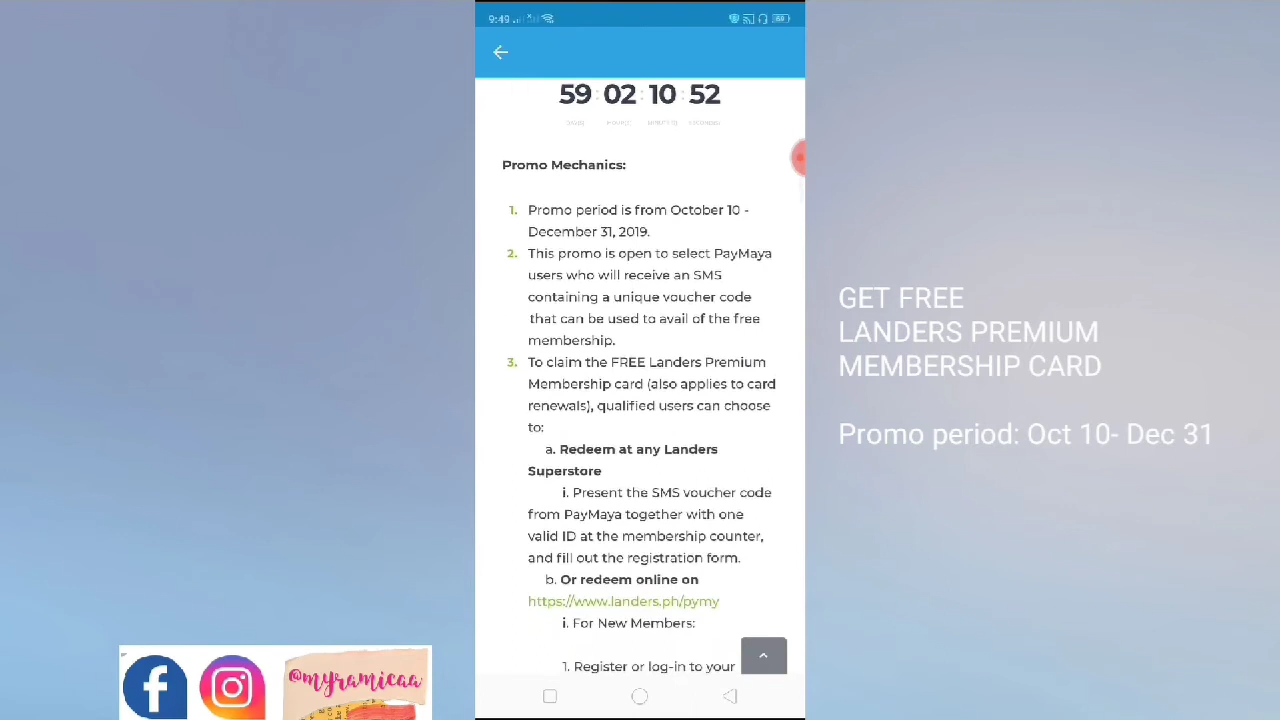 9:49
59 : 02 : 10 : 52
DAY(S) HOUR(S) MINUTE(S) SECOND(S)
Promo Mechanics:
1. Promo period is from October 10 -
December 31, 2019.
2. This promo is open to select PayMaya
users who will receive an SMS
containing a unique voucher code
that can be used to avail of the free
membership.
3. To claim the FREE Landers Premium
Membership card (also applies to card
renewals), qualified users can choose
to:
a. Redeem at any Landers
Superstore
i. Present the SMS voucher code
from PayMaya together with one
valid ID at the membership counter,
and fill out the registration form.
b. Or redeem online on
https://www.landers.ph/pymy
i. For New Members:
1. Register or log-in to your
GET FREE
LANDERS PREMIUM
MEMBERSHIP CARD
Promo period: Oct 10- Dec 31
@myramicaa